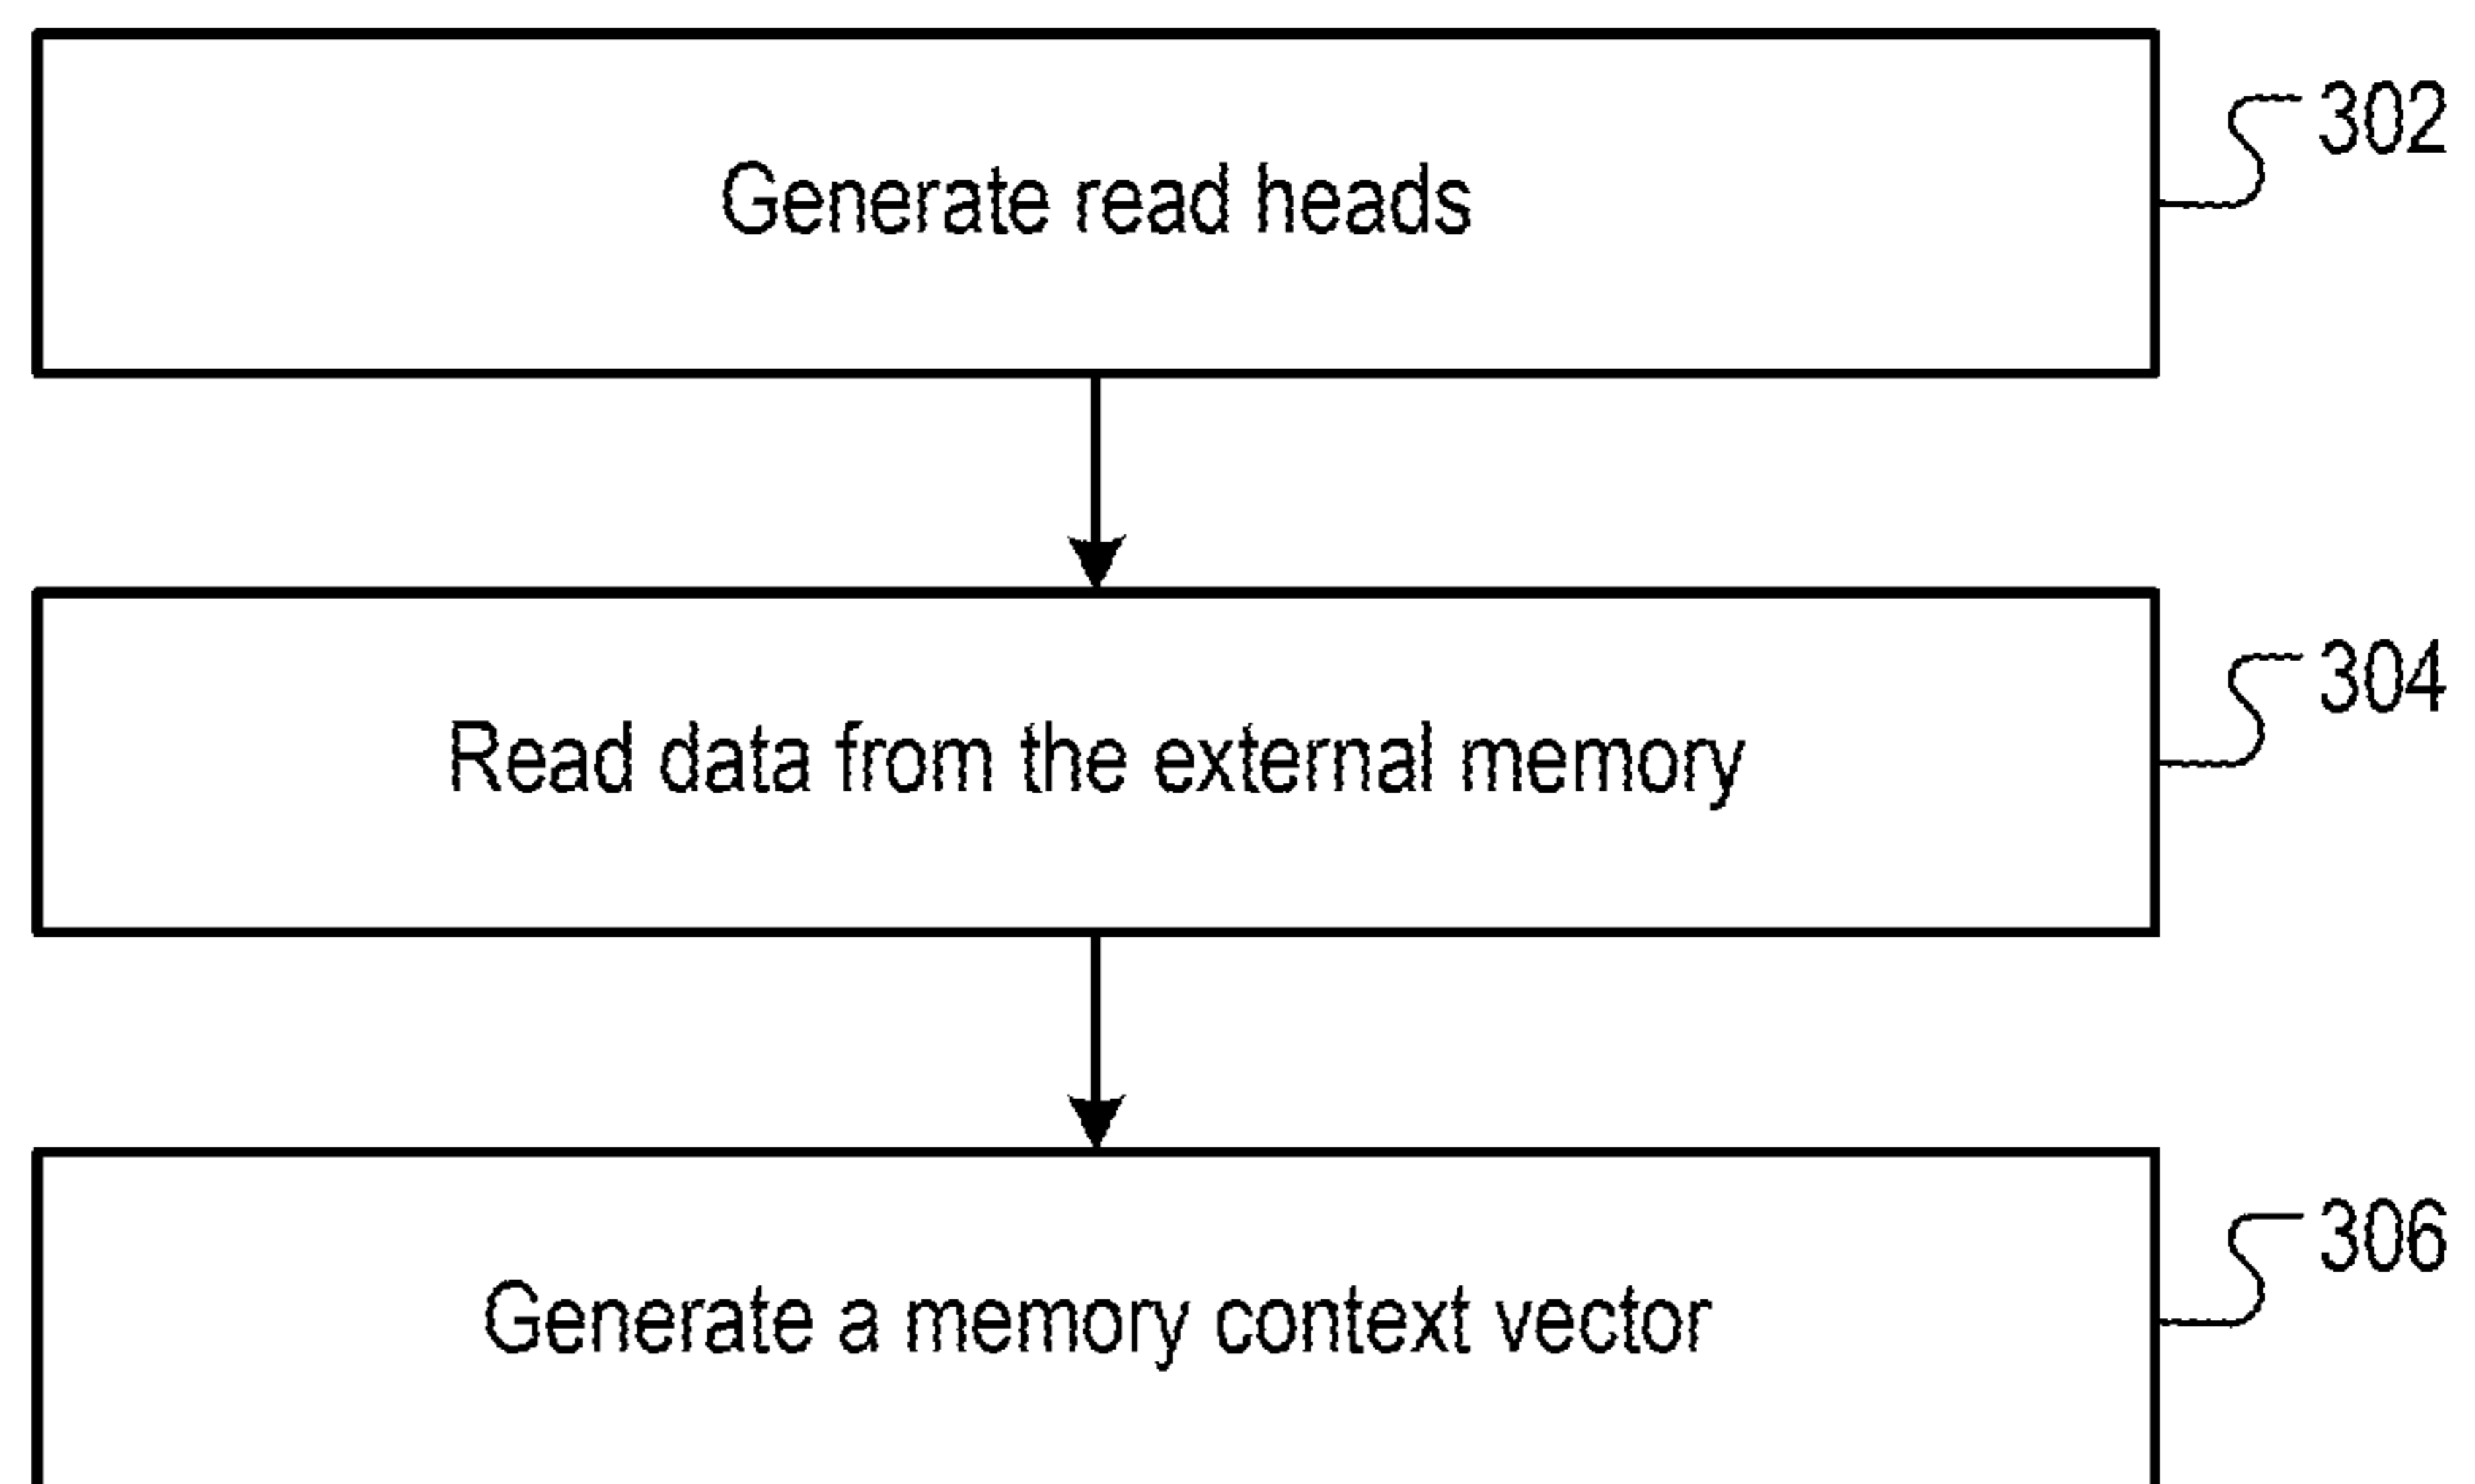 302
Generate read heads
304
Read data from the external memory
306
Generate a memory context vector